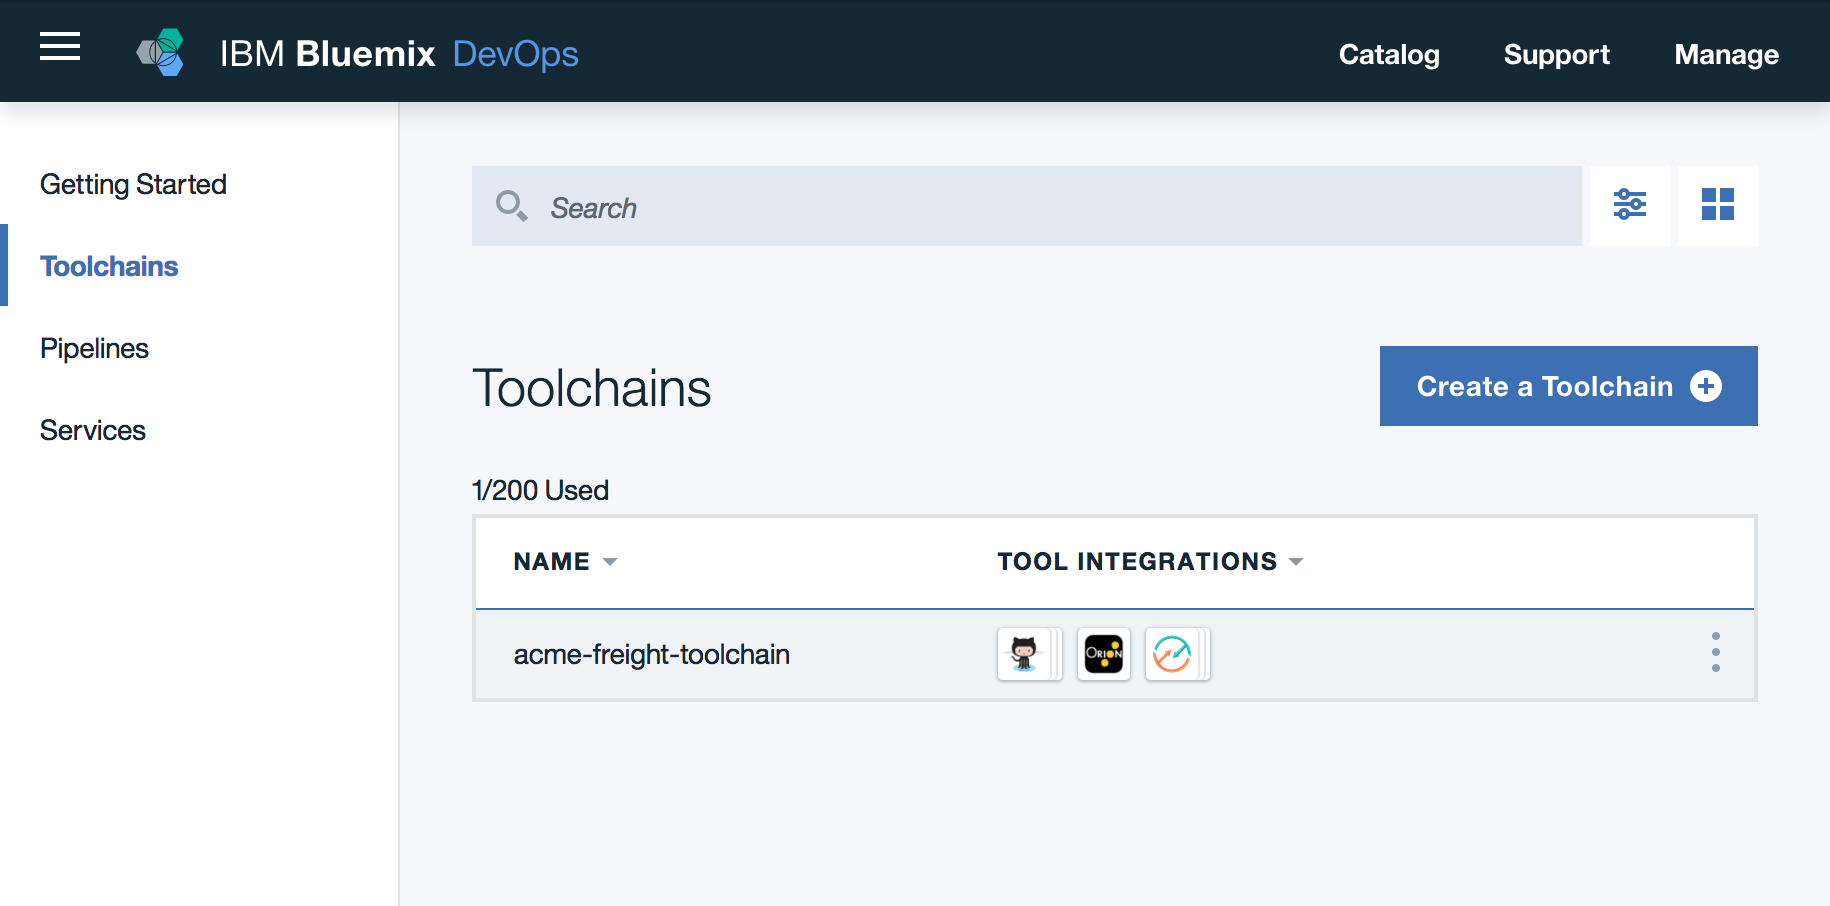 IBM Bluemix DevOps
Catalog
Support
Manage
Getting Started
Toolchains
Pipelines
Services
Search
Toolchains
Create a Toolchain
1/200 Used
NAME
TOOL INTEGRATIONS
acme-freight-toolchain
ORION